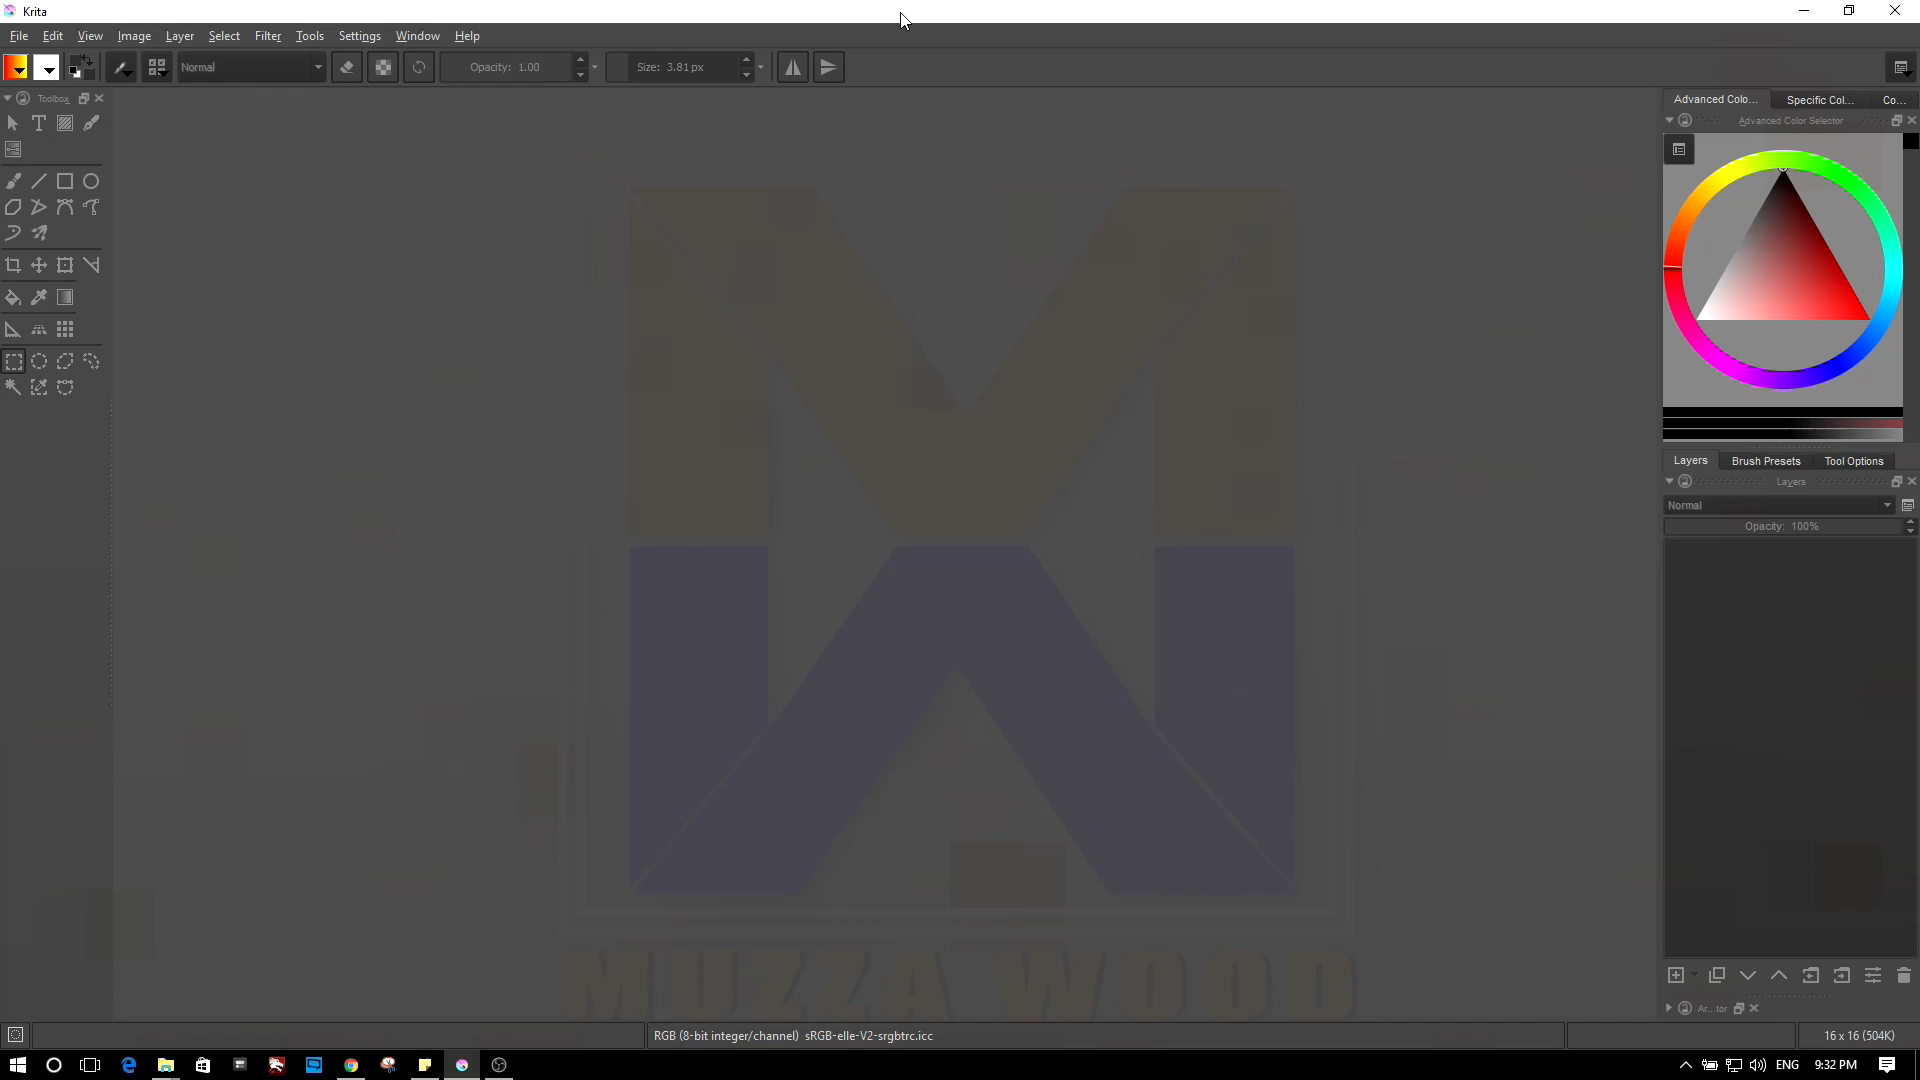 Krita
File Edit View Image Layer Select Filter Tools Settings Window Help
Normal
Opacity: 1.00
Size: 3.81 px
Toolbox
Advanced Colo...
Specific Col...
Co...
Advanced Color Selector
Layers
Brush Presets
Tool Options
Layers
Normal
Opacity: 100%
MUZZA WOOD
Ar...tor
RGB (8-bit integer/channel) sRGB-elle-V2-srgbtrc.icc
16 x 16 (504K)
ENG
9:32 PM